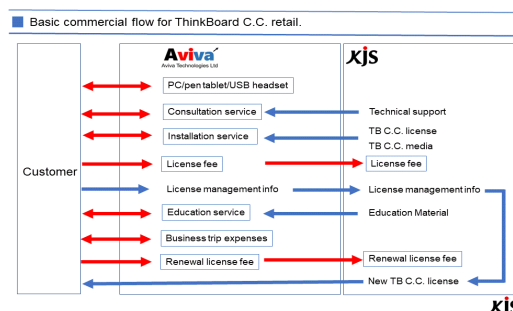 Basic commercial flow for ThinkBoard C.C. retail.
Aviva
Aviva Technologies Ltd
KJS
PC/pen tablet/USB headset
Consultation service
Technical support
Installation service
TB C.C. license
TB C.C. media
License fee
License fee
Customer
License management info
License management info
Education service
Education Material
Business trip expenses
Renewal license fee
Renewal license fee
New TB C.C. license
KJS